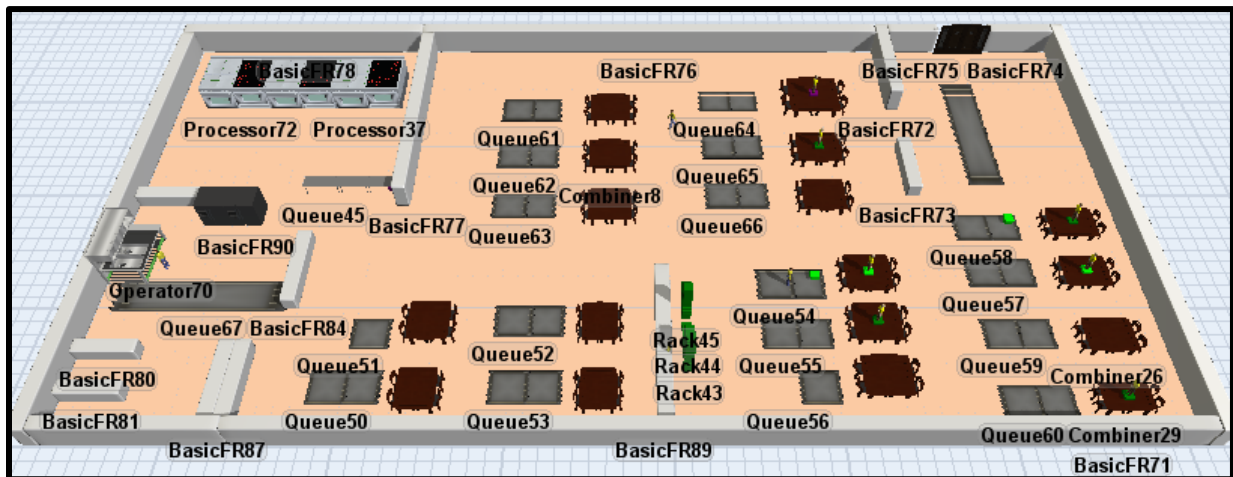 BasicFR78
BasicFR76
BasicFR75
BasicFR74
Processor72
Processor37
Queue61
Queue64
BasicFR72
Queue62
Queue65
Combiner8
Queue45
BasicFR77
Queue63
Queue66
BasicFR73
BasicFR90
Queue58
Operator70
Queue57
Queue67
BasicFR84
Queue54
Rack45
Queue51
Queue52
Rack44
Queue55
Queue59
BasicFR80
Combiner26
Rack43
BasicFR81
Queue50
Queue53
Queue56
Queue60
Combiner29
BasicFR87
BasicFR89
BasicFR71